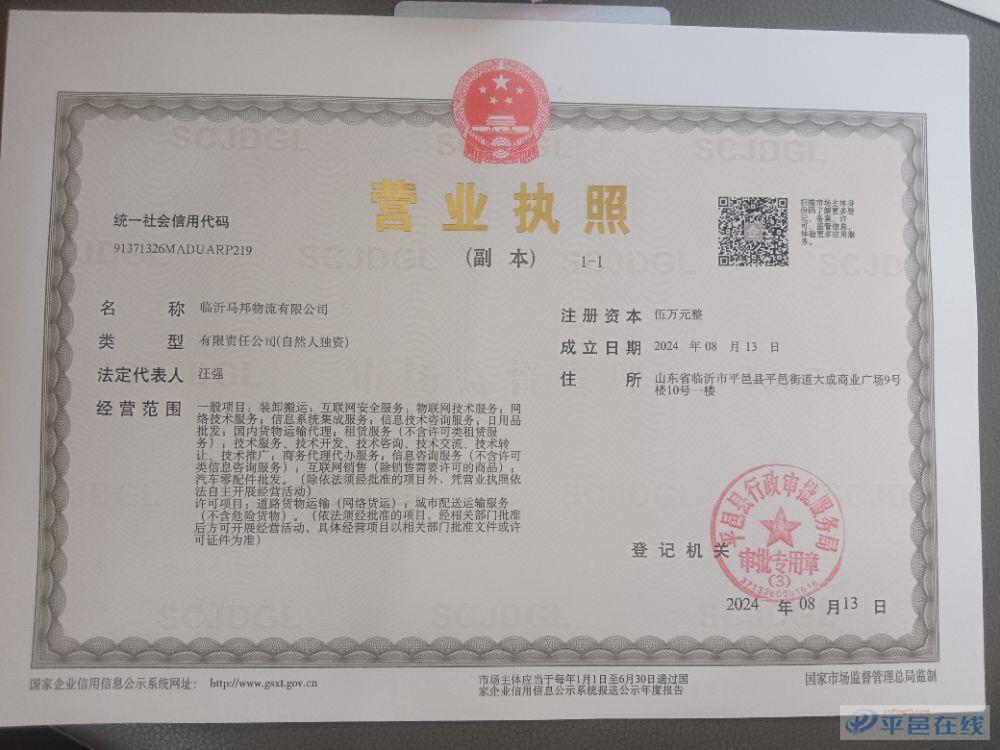 营业执照
(副 本) 1-1
统一社会信用代码
91371326MADUARP219
扫描市场主体身
份码了解更多登
记、备案、许
可、监管信息，
体验更多应用服
务。
名 称 临沂马邦物流有限公司
类 型 有限责任公司(自然人独资)
法定代表人 汪强
经营范围 一般项目：装卸搬运；互联网安全服务；物联网技术服务；网
络技术服务；信息系统集成服务；信息技术咨询服务；日用品
批发；国内货物运输代理；租赁服务（不含许可类租赁服
务）；技术服务、技术开发、技术咨询、技术交流、技术转
让、技术推广；商务代理代办服务；信息咨询服务（不含许可
类信息咨询服务）；互联网销售（除销售需要许可的商品）；
汽车零配件批发。（除依法须经批准的项目外，凭营业执照依
法自主开展经营活动）
许可项目：道路货物运输（网络货运）；城市配送运输服务
（不含危险货物）。（依法须经批准的项目，经相关部门批准
后方可开展经营活动，具体经营项目以相关部门批准文件或许
可证件为准）
注册资本 伍万元整
成立日期 2024 年 08 月 13 日
住 所 山东省临沂市平邑县平邑街道大成商业广场9号
楼10号一楼
登记机关
平邑县行政审批服务局
审批专用章
(3)
2024 年 08 月 13 日
国家企业信用信息公示系统网址： http://www.gsxt.gov.cn
市场主体应当于每年1月1日至6月30日通过国
家企业信用信息公示系统报送公示年度报告
国家市场监督管理总局监制
平邑在线